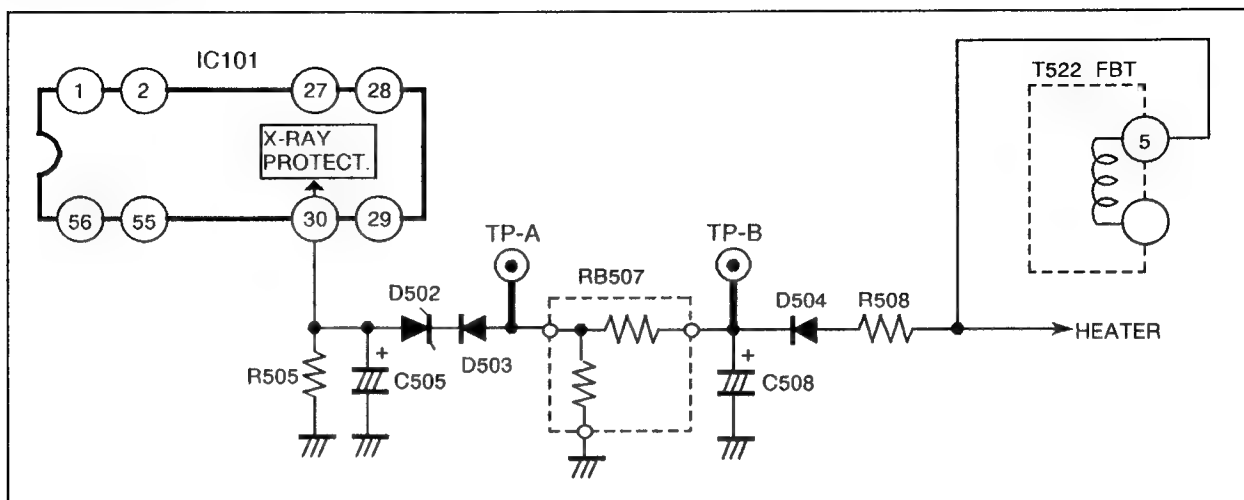 IC101
T522 FBT
1 2 27 28
5
X-RAY
PROTECT.
56 55 30 29
TP-A
TP-B
RB507
D502
D504
R508
HEATER
D503
R505
C505
+
C508
+